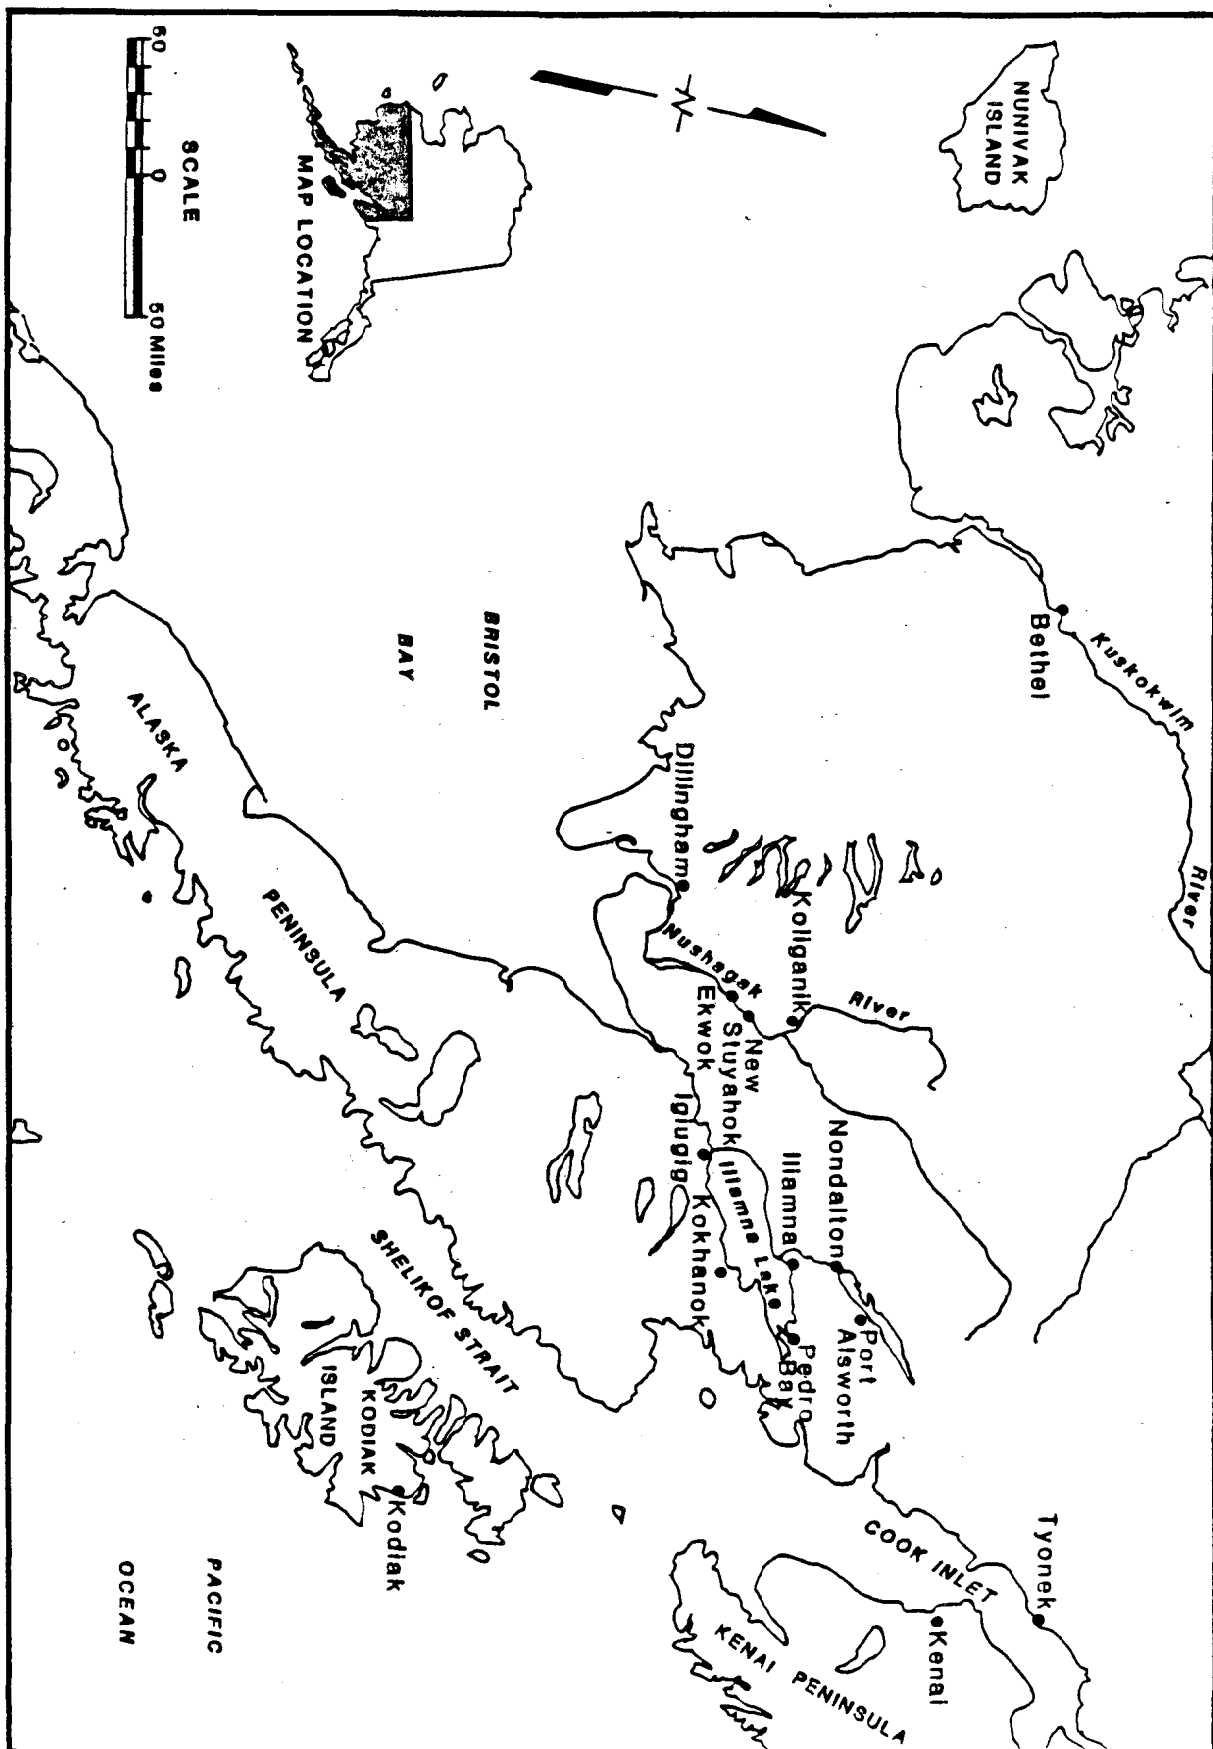 NUNIVAK
ISLAND
N
MAP LOCATION
SCALE
50
0
50 Miles
Bethel
Kuskokwim
River
BRISTOL
BAY
Dillingham
Koliganik
Nushagak
River
Ekwok
New
Stuyahok
Igiugig
Iliamna Lake
Kokhanok
Iliamna
Nondalton
Port
Alsworth
Pedro
Bay
ALASKA
PENINSULA
SHELIKOF STRAIT
KODIAK
ISLAND
Kodiak
COOK INLET
Tyonek
Kenai
KENAI PENINSULA
PACIFIC
OCEAN